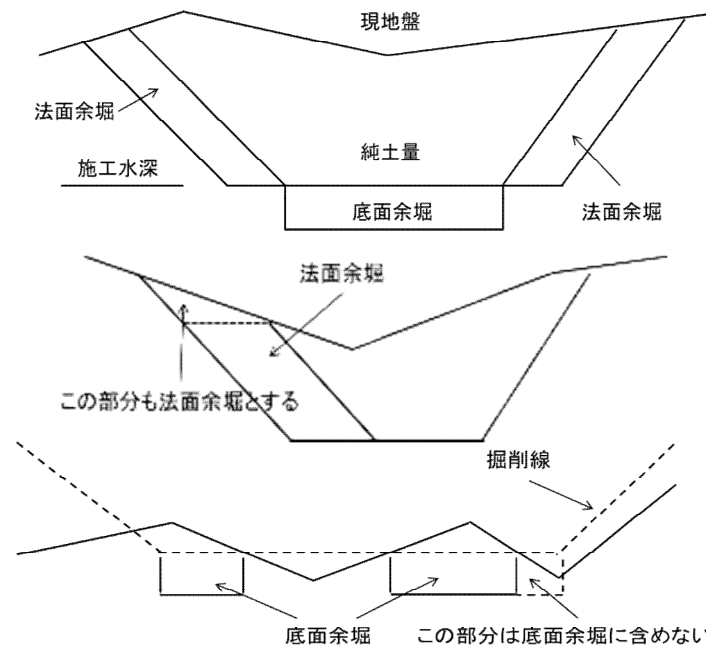 現地盤
法面余堀
純土量
施工水深
底面余堀
法面余堀
法面余堀
この部分も法面余堀とする
掘削線
底面余堀
この部分は底面余堀に含めない